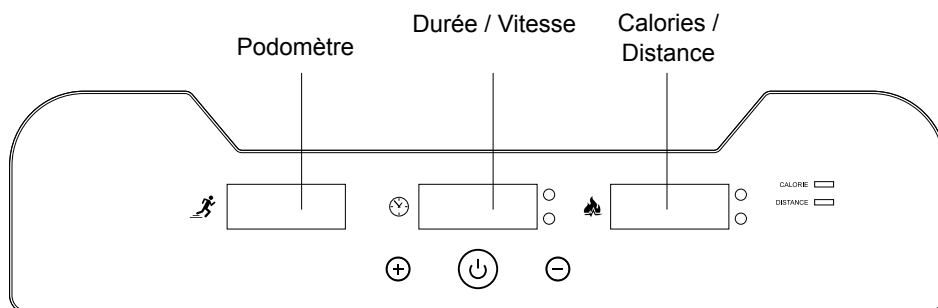 Podomètre
Durée / Vitesse
Calories /
Distance
CALORIE
DISTANCE